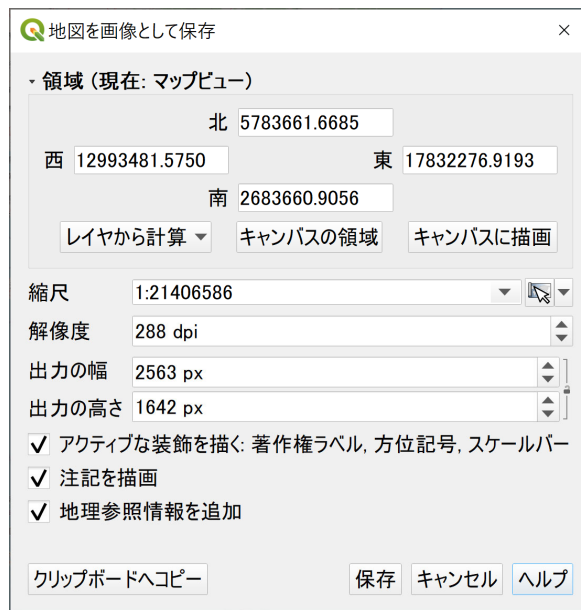 地図を画像として保存
領域 (現在: マップビュー)
北 5783661.6685
西 12993481.5750 東 17832276.9193
南 2683660.9056
レイヤから計算 キャンバスの領域 キャンバスに描画
縮尺 1:21406586
解像度 288 dpi
出力の幅 2563 px
出力の高さ 1642 px
アクティブな装飾を描く: 著作権ラベル, 方位記号, スケールバー
注記を描画
地理参照情報を追加
クリップボードへコピー 保存 キャンセル ヘルプ